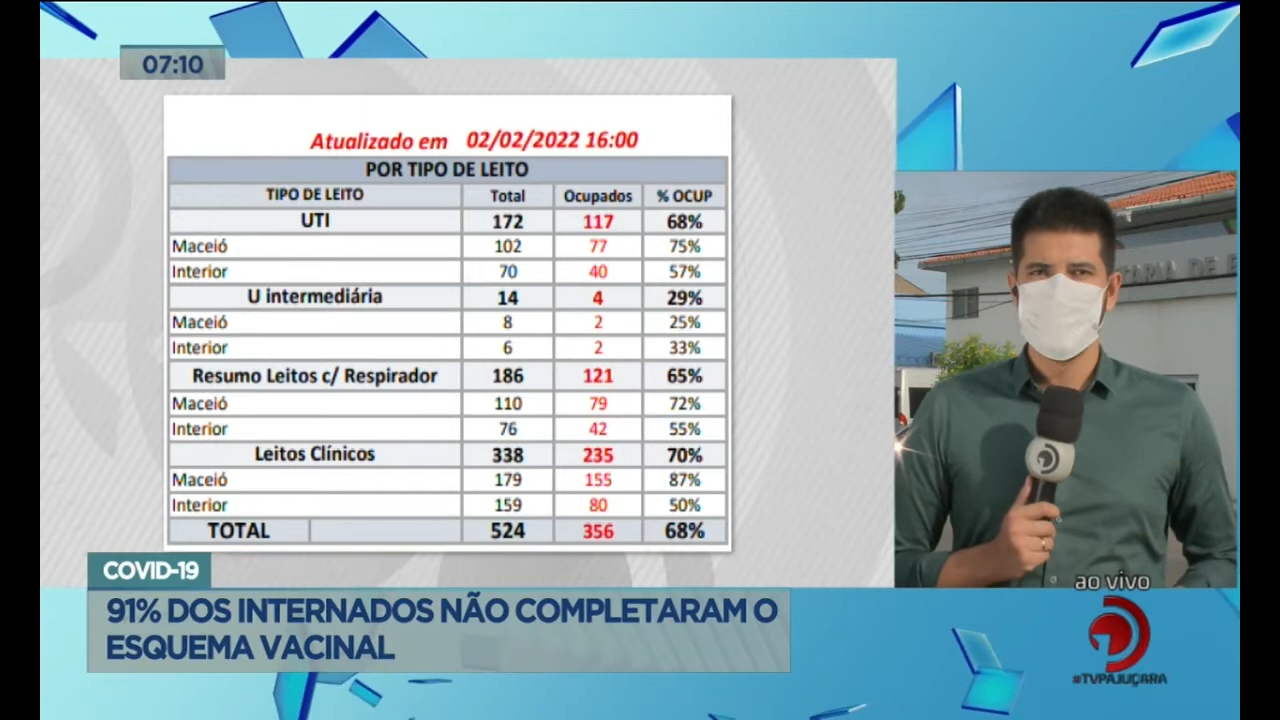 07:10
Atualizado em 02/02/2022 16:00
POR TIPO DE LEITO
TIPO DE LEITO Total Ocupados % OCUP
UTI 172 117 68%
Maceió 102 77 75%
Interior 70 40 57%
U intermediária 14 4 29%
Maceió 8 2 25%
Interior 6 2 33%
Resumo Leitos c/ Respirador 186 121 65%
Maceió 110 79 72%
Interior 76 42 55%
Leitos Clínicos 338 235 70%
Maceió 179 155 87%
Interior 159 80 50%
TOTAL 524 356 68%
TARIA DE E
COVID-19
91% DOS INTERNADOS NÃO COMPLETARAM O
ESQUEMA VACINAL
ao vivo
#TVPAJUÇARA